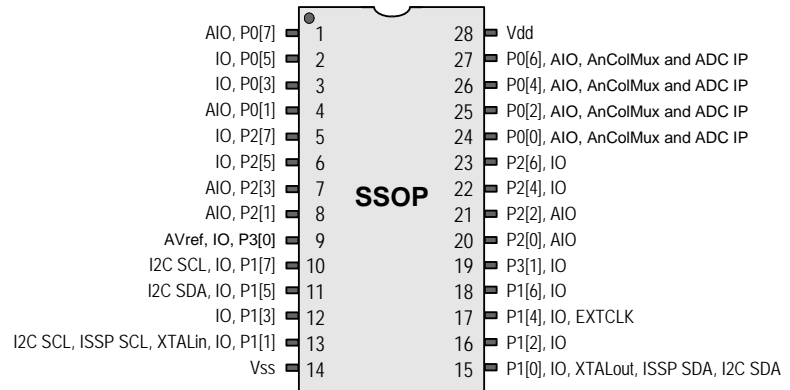 AIO, P0[7] 1 28 Vdd
IO, P0[5] 2 27 P0[6], AIO, AnColMux and ADC IP
IO, P0[3] 3 26 P0[4], AIO, AnColMux and ADC IP
AIO, P0[1] 4 25 P0[2], AIO, AnColMux and ADC IP
IO, P2[7] 5 24 P0[0], AIO, AnColMux and ADC IP
IO, P2[5] 6 23 P2[6], IO
AIO, P2[3] 7 22 P2[4], IO
SSOP
AIO, P2[1] 8 21 P2[2], AIO
AVref, IO, P3[0] 9 20 P2[0], AIO
I2C SCL, IO, P1[7] 10 19 P3[1], IO
I2C SDA, IO, P1[5] 11 18 P1[6], IO
IO, P1[3] 12 17 P1[4], IO, EXTCLK
I2C SCL, ISSP SCL, XTALin, IO, P1[1] 13 16 P1[2], IO
Vss 14 15 P1[0], IO, XTALout, ISSP SDA, I2C SDA